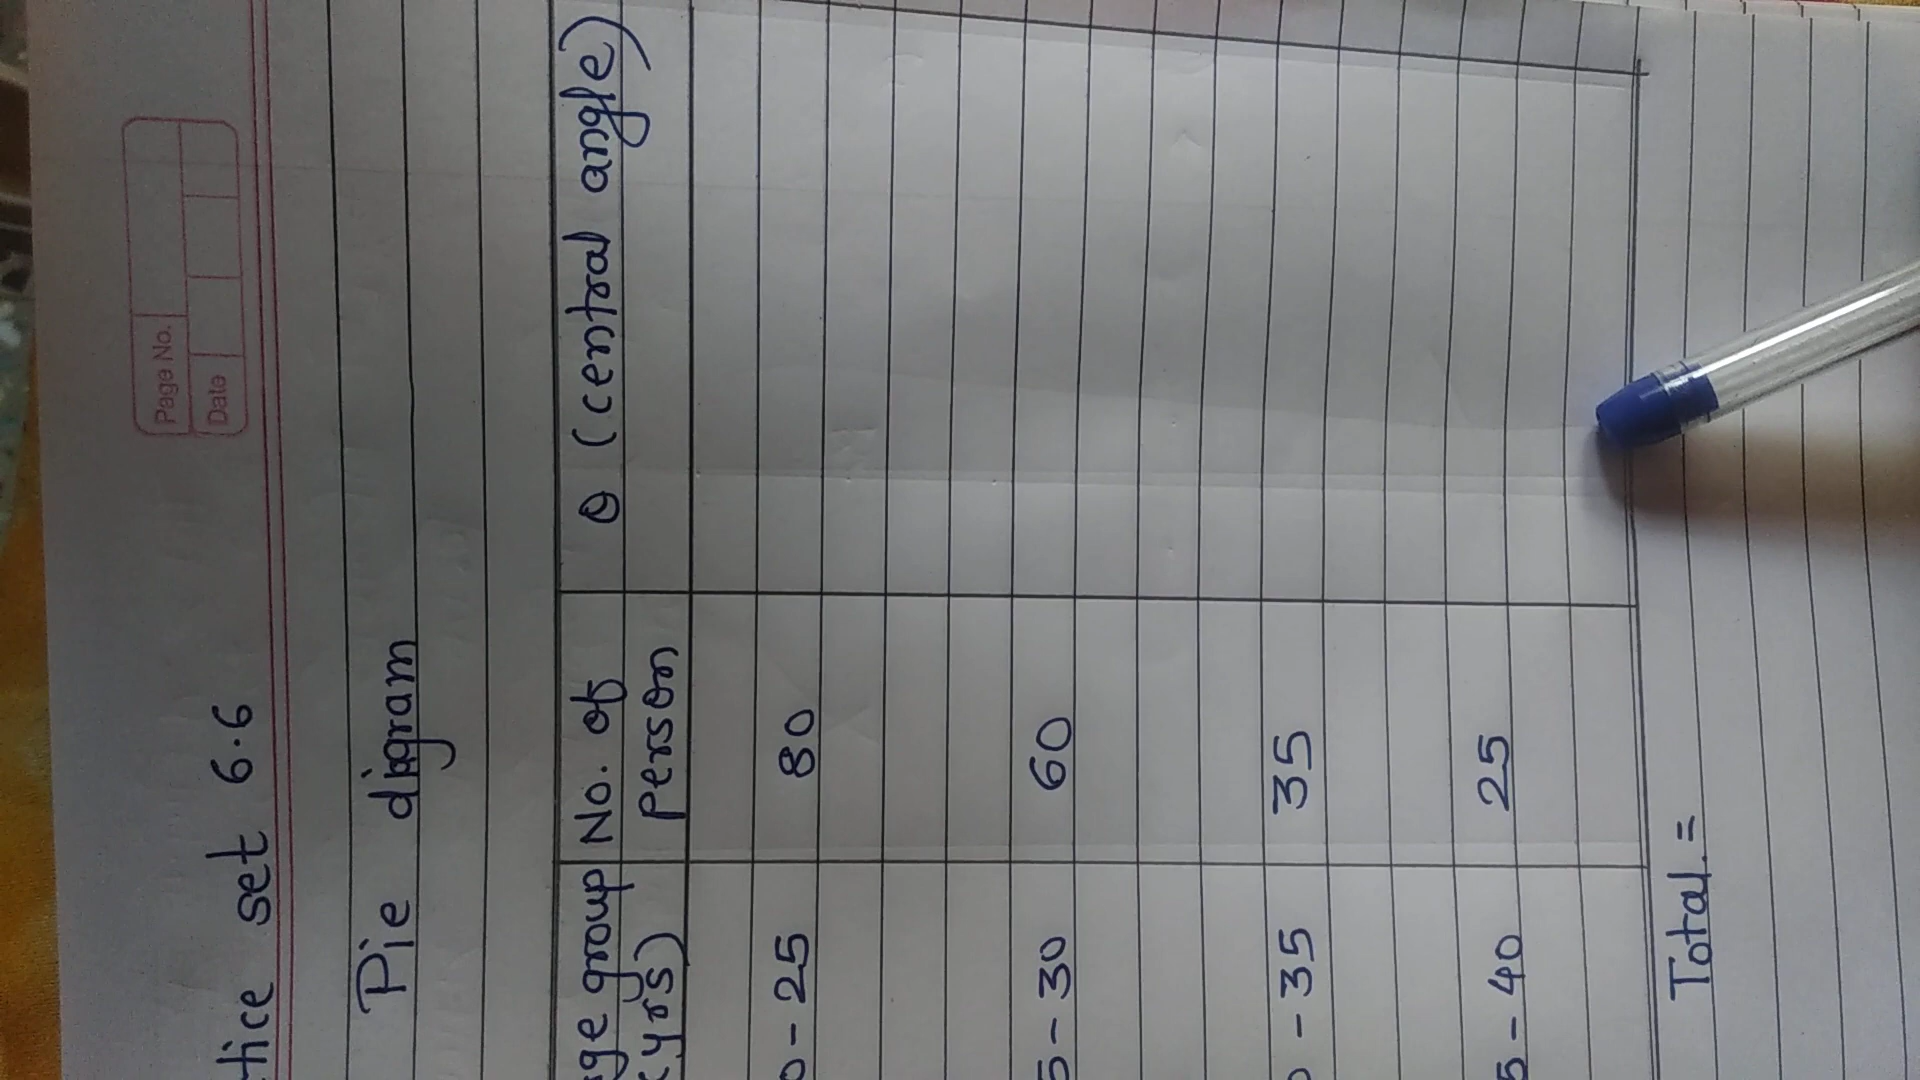 Page No.
Date
tice set 6.6
Pie digram
ge group No. of θ (central angle)
(yrs) person
0-25 80
5-30 60
-35 35
5-40 25
Total.=